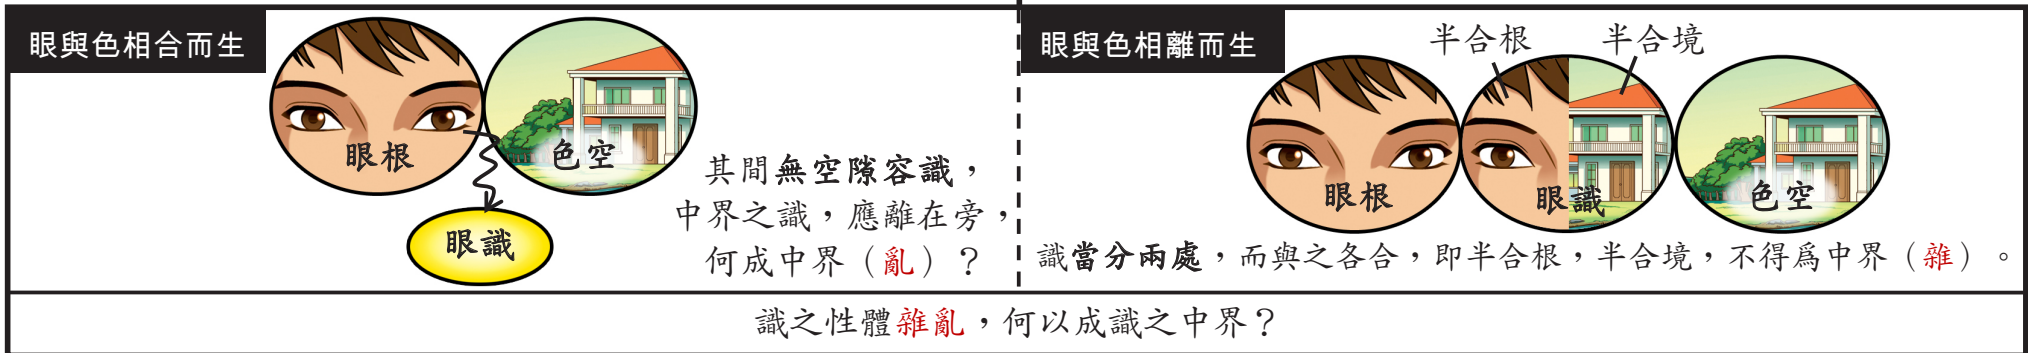 眼與色相合而生
眼根
色空
眼識
其間無空隙容識，
中界之識，應離在旁，
何成中界（亂）？
眼與色相離而生
半合根
半合境
眼根
眼識
色空
識當分兩處，而與之各合，即半合根，半合境，不得爲中界（雜）。
識之性體雜亂，何以成識之中界？